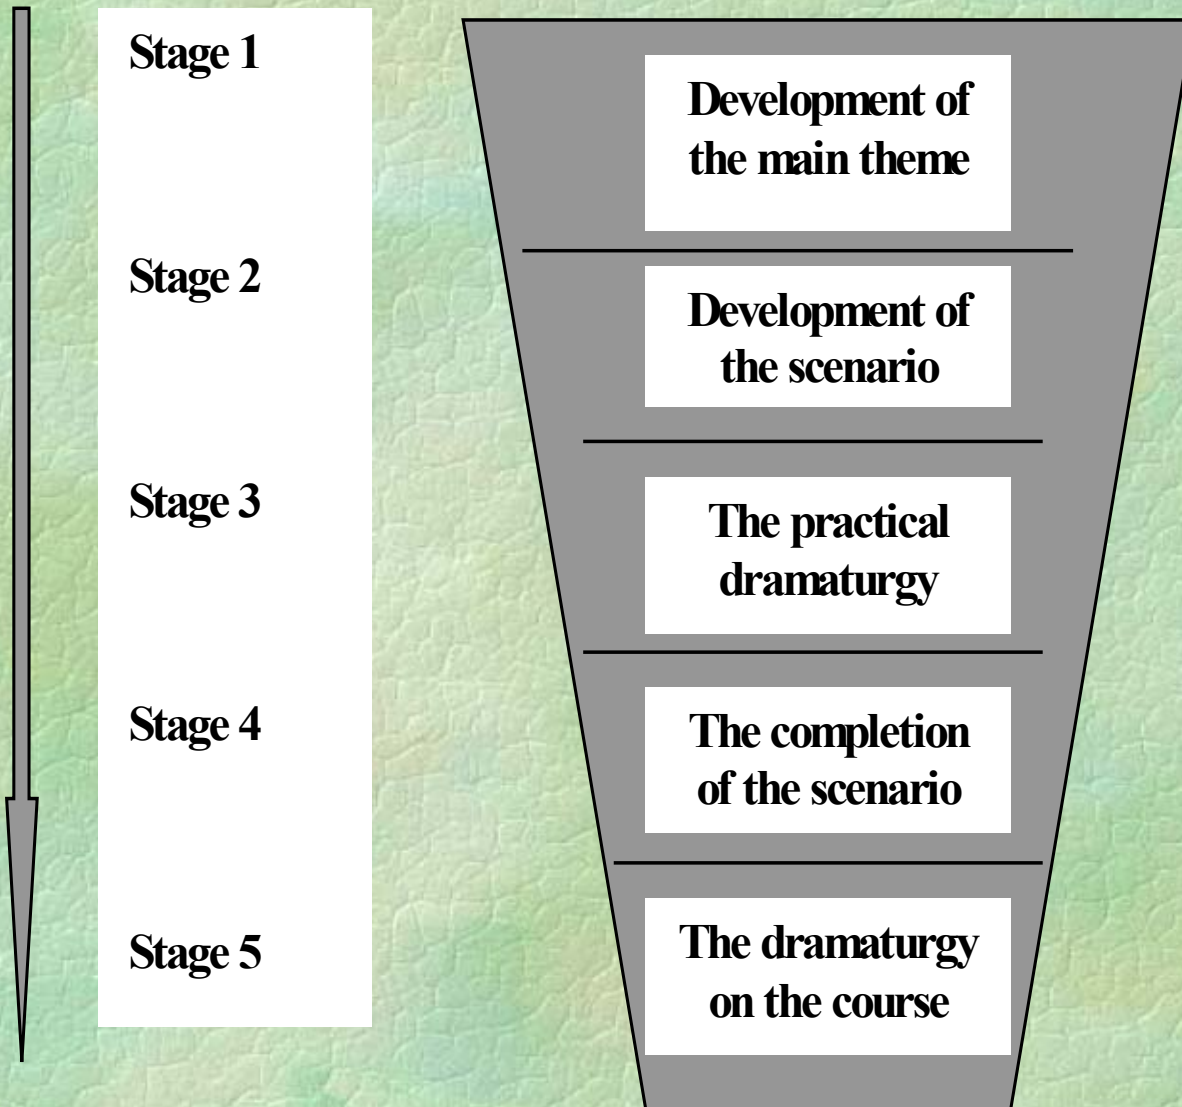 Stage 1
Development of
the main theme
Stage 2
Development of
the scenario
Stage 3
The practical
dramaturgy
Stage 4
The completion
of the scenario
Stage 5
The dramaturgy
on the course